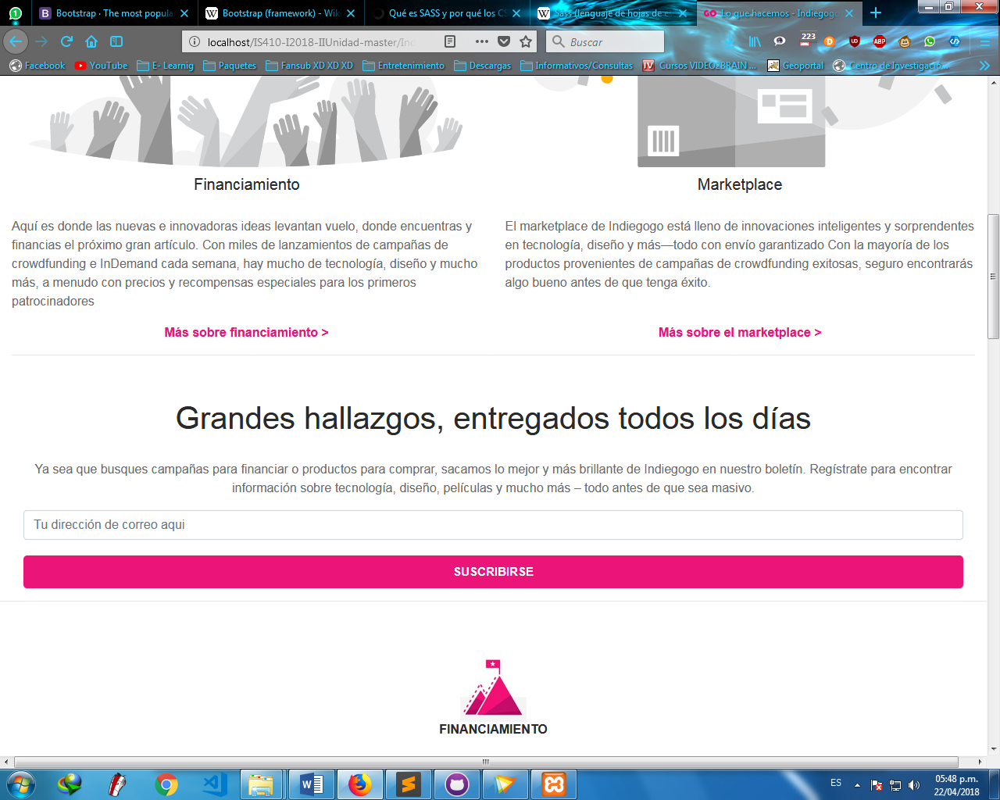 1
Bootstrap · The most popula
Bootstrap (framework) - Wik
Qué es SASS y por qué los CS
Sass (lenguaje de hojas de e
GO Lo que hacemos - Indiegogo
localhost/IS410-I2018-IIUnidad-master/Ind
Buscar
223
Facebook
YouTube
E- Learnig
Paquetes
Fansub XD XD XD
Entretenimiento
Descargas
Informativos/Consultas
Cursos VIDEO2BRAIN ...
Geoportal
Centro de Investigació...
Financiamiento
Aquí es donde las nuevas e innovadoras ideas levantan vuelo, donde encuentras y
financias el próximo gran artículo. Con miles de lanzamientos de campañas de
crowdfunding e InDemand cada semana, hay mucho de tecnología, diseño y mucho
más, a menudo con precios y recompensas especiales para los primeros
patrocinadores
Más sobre financiamiento >
Marketplace
El marketplace de Indiegogo está lleno de innovaciones inteligentes y sorprendentes
en tecnología, diseño y más—todo con envío garantizado Con la mayoría de los
productos provenientes de campañas de crowdfunding exitosas, seguro encontrarás
algo bueno antes de que tenga éxito.
Más sobre el marketplace >
Grandes hallazgos, entregados todos los días
Ya sea que busques campañas para financiar o productos para comprar, sacamos lo mejor y más brillante de Indiegogo en nuestro boletín. Regístrate para encontrar
información sobre tecnología, diseño, películas y mucho más – todo antes de que sea masivo.
Tu dirección de correo aqui
SUSCRIBIRSE
FINANCIAMIENTO
ES
05:48 p.m.
22/04/2018